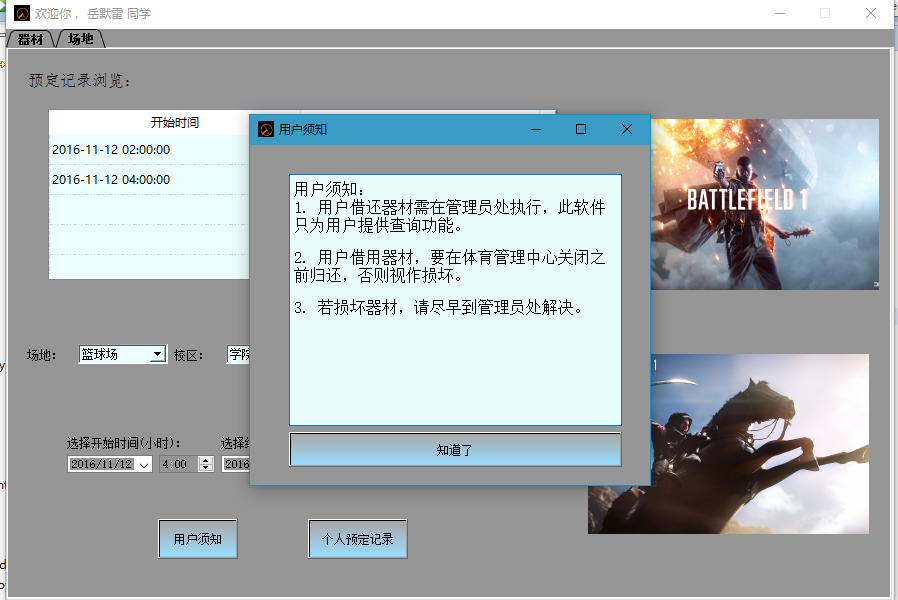 欢迎你 ，岳默雷 同学
器材 场地
预定记录浏览：
开始时间
2016-11-12 02:00:00
2016-11-12 04:00:00
用户须知
用户须知：
1. 用户借还器材需在管理员处执行，此软件
只为用户提供查询功能。
2. 用户借用器材，要在体育管理中心关闭之
前归还，否则视作损坏。
3. 若损坏器材，请尽早到管理员处解决。
知道了
BATTLEFIELD 1
场地： 篮球场 校区： 学院
选择开始时间(小时)： 选择
2016/11/12 4:00 2016
用户须知 个人预定记录